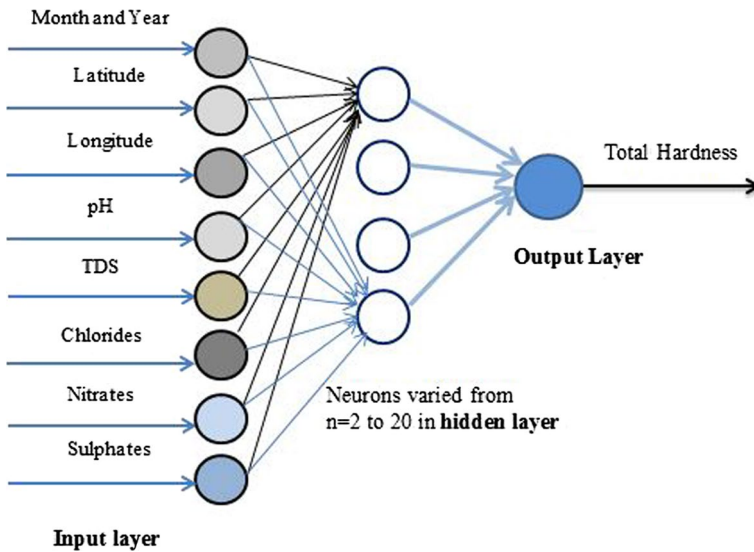 Month and Year
Latitude
Longitude
pH
TDS
Chlorides
Nitrates
Sulphates
Input layer
Neurons varied from
n=2 to 20 in hidden layer
Total Hardness
Output Layer